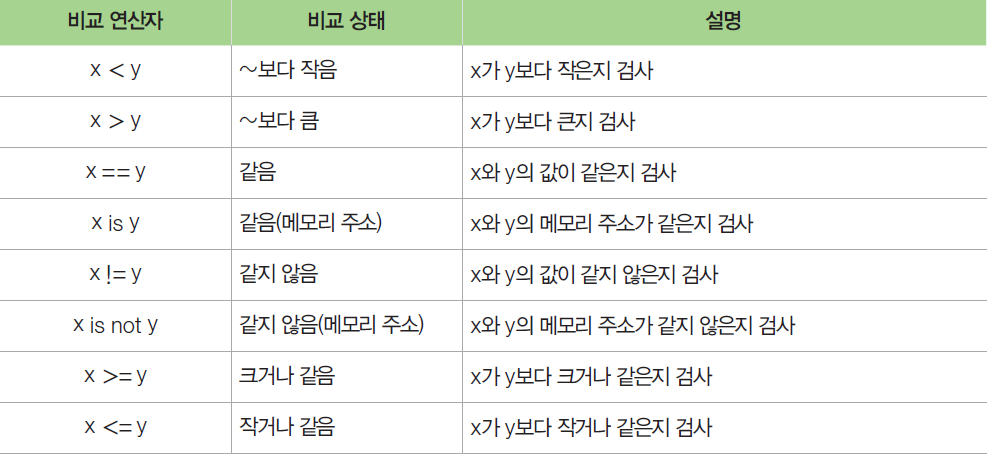 비교 연산자 비교 상태 설명
x < y ~보다 작음 x가 y보다 작은지 검사
x > y ~보다 큼 x가 y보다 큰지 검사
x == y 같음 x와 y의 값이 같은지 검사
x is y 같음(메모리 주소) x와 y의 메모리 주소가 같은지 검사
x != y 같지 않음 x와 y의 값이 같지 않은지 검사
x is not y 같지 않음(메모리 주소) x와 y의 메모리 주소가 같지 않은지 검사
x >= y 크거나 같음 x가 y보다 크거나 같은지 검사
x <= y 작거나 같음 x가 y보다 작거나 같은지 검사